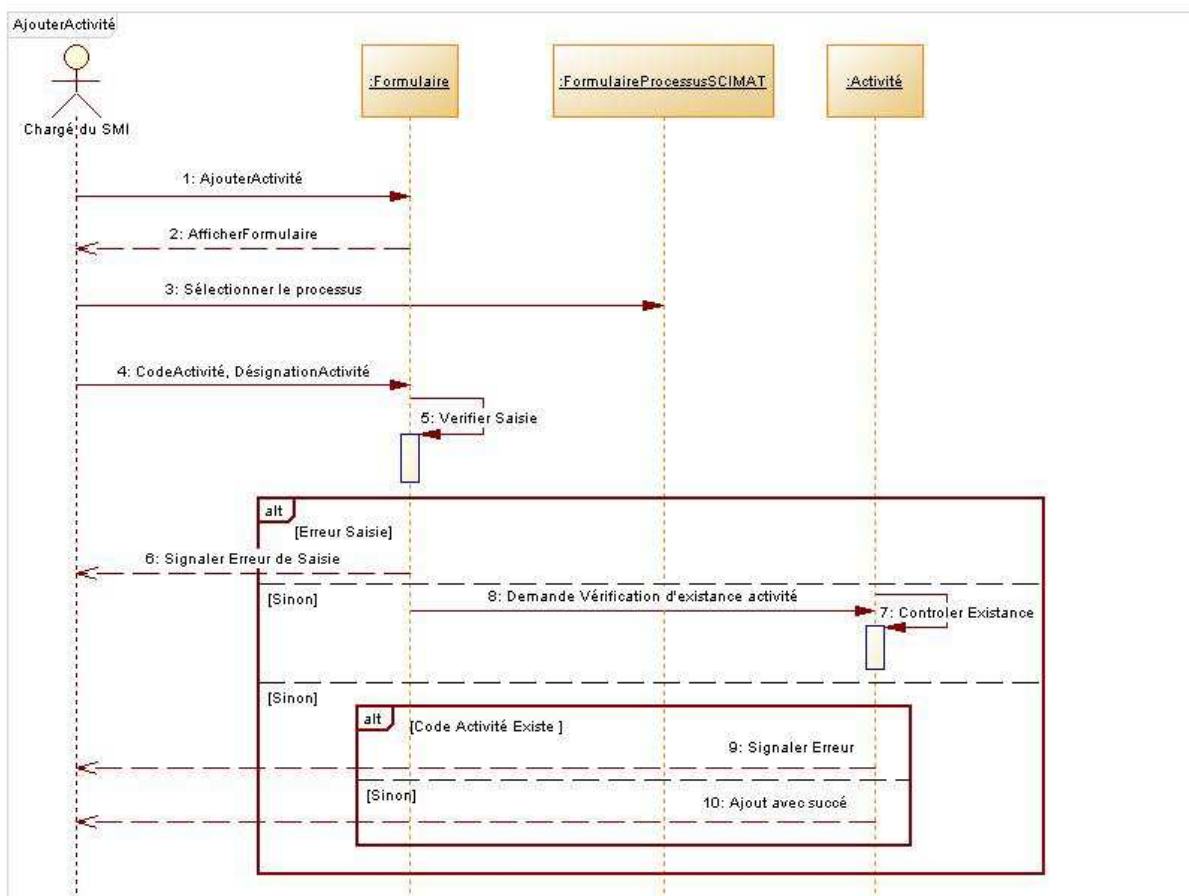 AjouterActivité
:Formulaire
:FormulaireProcessusSCIMAT
:Activité
Chargé du SMI
1: AjouterActivité
2: AfficherFormulaire
3: Sélectionner le processus
4: CodeActivité, DésignationActivité
5: Verifier Saisie
alt
[Erreur Saisie]
6: Signaler Erreur de Saisie
[Sinon]
8: Demande Vérification d'existance activité
7: Controler Existance
[Sinon]
alt
[Code Activité Existe ]
9: Signaler Erreur
[Sinon]
10: Ajout avec succé